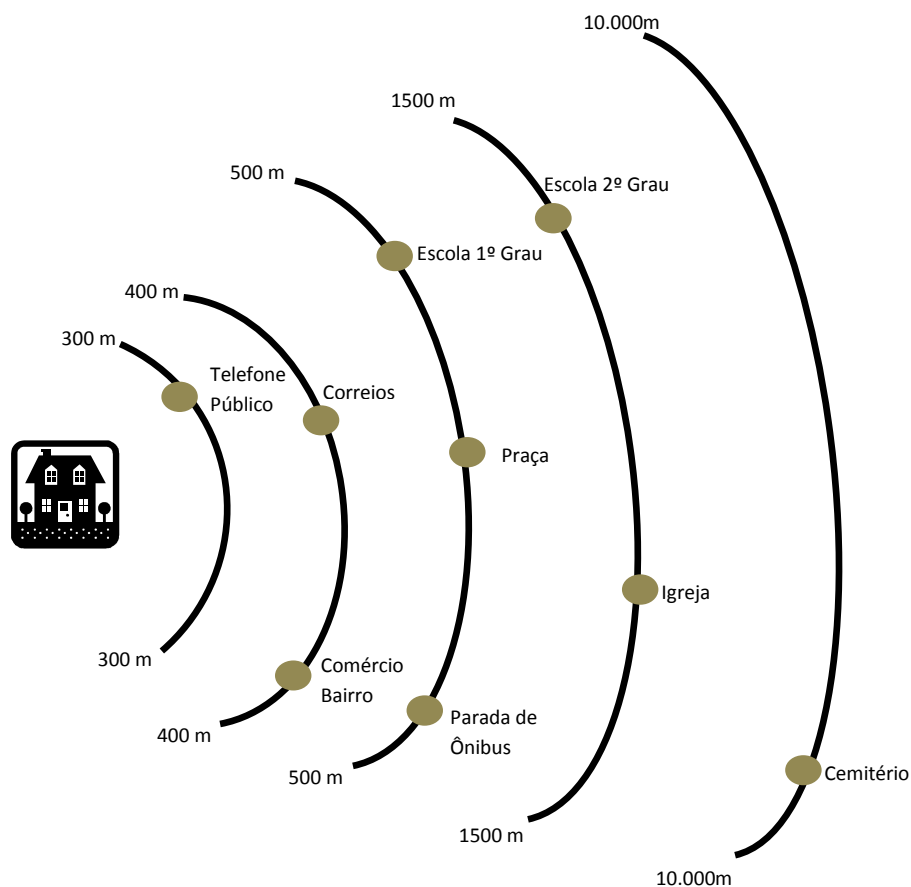 10.000m
1500 m
500 m
Escola 2º Grau
Escola 1º Grau
400 m
300 m
Telefone
Público
Correios
Praça
Igreja
300 m
Comércio
Bairro
400 m
Parada de
Ônibus
500 m
Cemitério
1500 m
10.000m